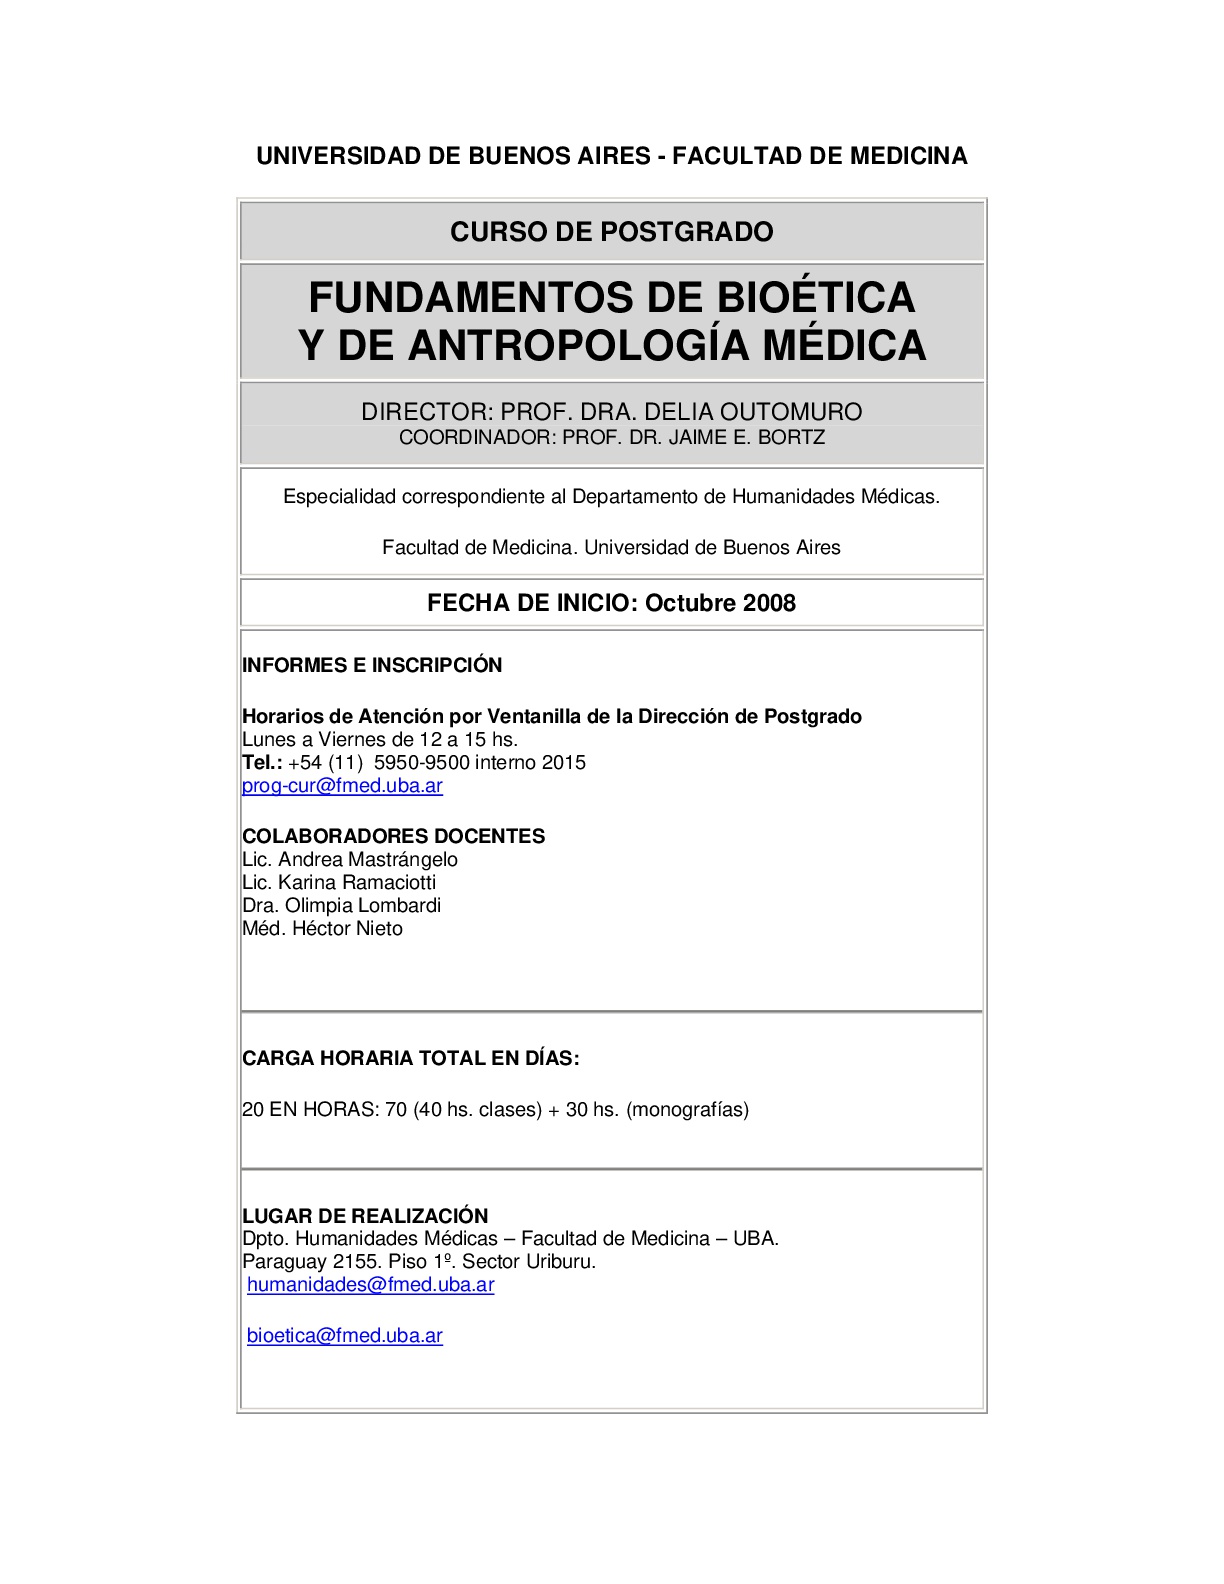 UNIVERSIDAD DE BUENOS AIRES - FACULTAD DE MEDICINA
CURSO DE POSTGRADO
FUNDAMENTOS DE BIOÉTICA
Y DE ANTROPOLOGÍA MÉDICA
DIRECTOR: PROF. DRA. DELIA OUTOMURO
COORDINADOR: PROF. DR. JAIME E. BORTZ
Especialidad correspondiente al Departamento de Humanidades Médicas.
Facultad de Medicina. Universidad de Buenos Aires
FECHA DE INICIO: Octubre 2008
INFORMES E INSCRIPCIÓN
Horarios de Atención por Ventanilla de la Dirección de Postgrado
Lunes a Viernes de 12 a 15 hs.
Tel.: +54 (11)  5950-9500 interno 2015
prog-cur@fmed.uba.ar
COLABORADORES DOCENTES
Lic. Andrea Mastrángelo
Lic. Karina Ramaciotti
Dra. Olimpia Lombardi
Méd. Héctor Nieto
CARGA HORARIA TOTAL EN DÍAS:
20 EN HORAS: 70 (40 hs. clases) + 30 hs. (monografías)
LUGAR DE REALIZACIÓN
Dpto. Humanidades Médicas – Facultad de Medicina – UBA.
Paraguay 2155. Piso 1º. Sector Uriburu.
humanidades@fmed.uba.ar
bioetica@fmed.uba.ar